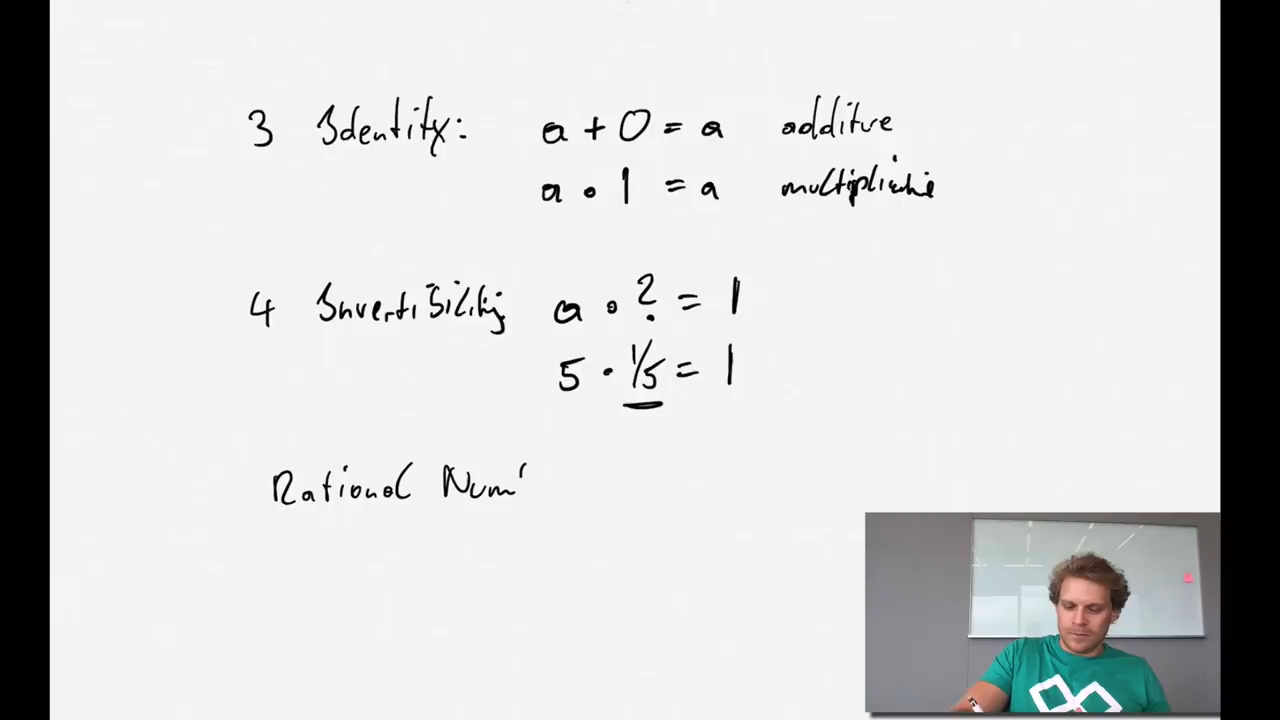 3 Identity: a + 0 = a additive
a • 1 = a multiplicative
4 Invertibility a • ? = 1
5 • 1/5 = 1
Rational Num